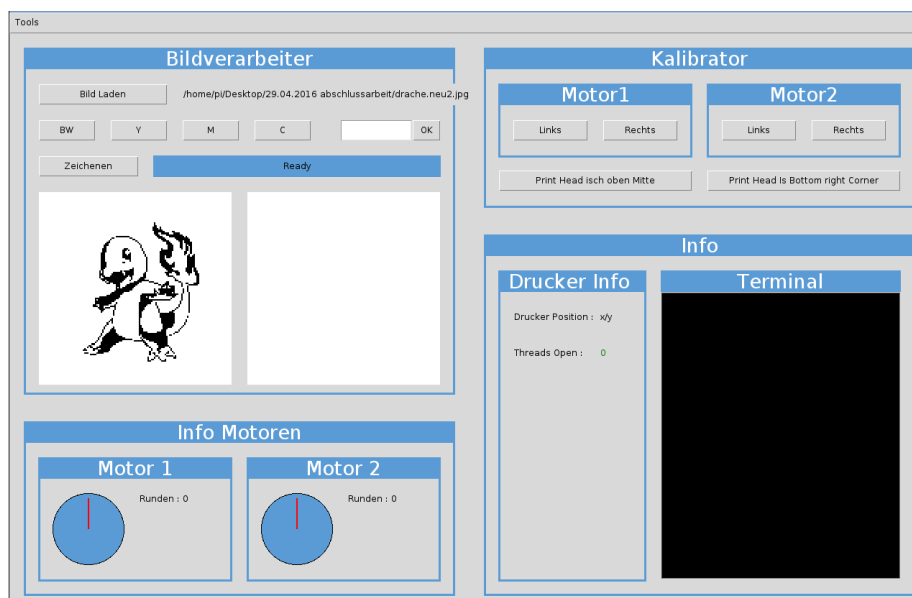 Tools
Bildverarbeiter
Bild Laden /home/pi/Desktop/29.04.2016 abschlussarbeit/drache.neu2.jpg
BW Y M C OK
Zeichenen Ready
Kalibrator
Motor1 Motor2
Links Rechts Links Rechts
Print Head isch oben Mitte Print Head Is Bottom right Corner
Info Motoren
Motor 1 Motor 2
Runden : 0 Runden : 0
Info
Drucker Info Terminal
Drucker Position : x/y
Threads Open : 0